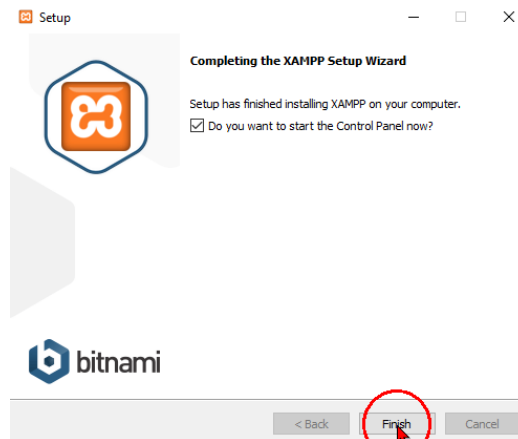 Setup
Completing the XAMPP Setup Wizard
Setup has finished installing XAMPP on your computer.
Do you want to start the Control Panel now?
bitnami
< Back
Finish
Cancel